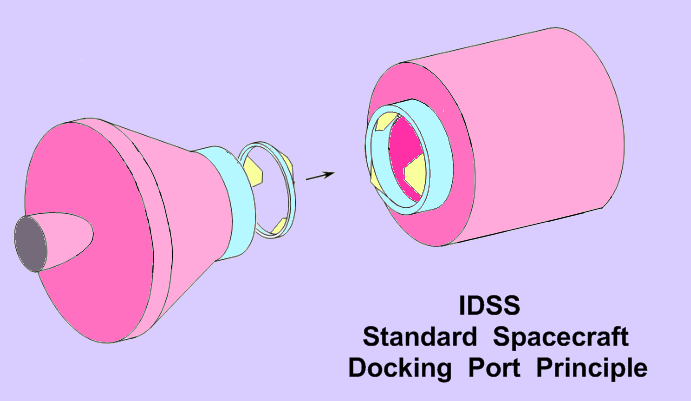 IDSS
Standard Spacecraft
Docking Port Principle